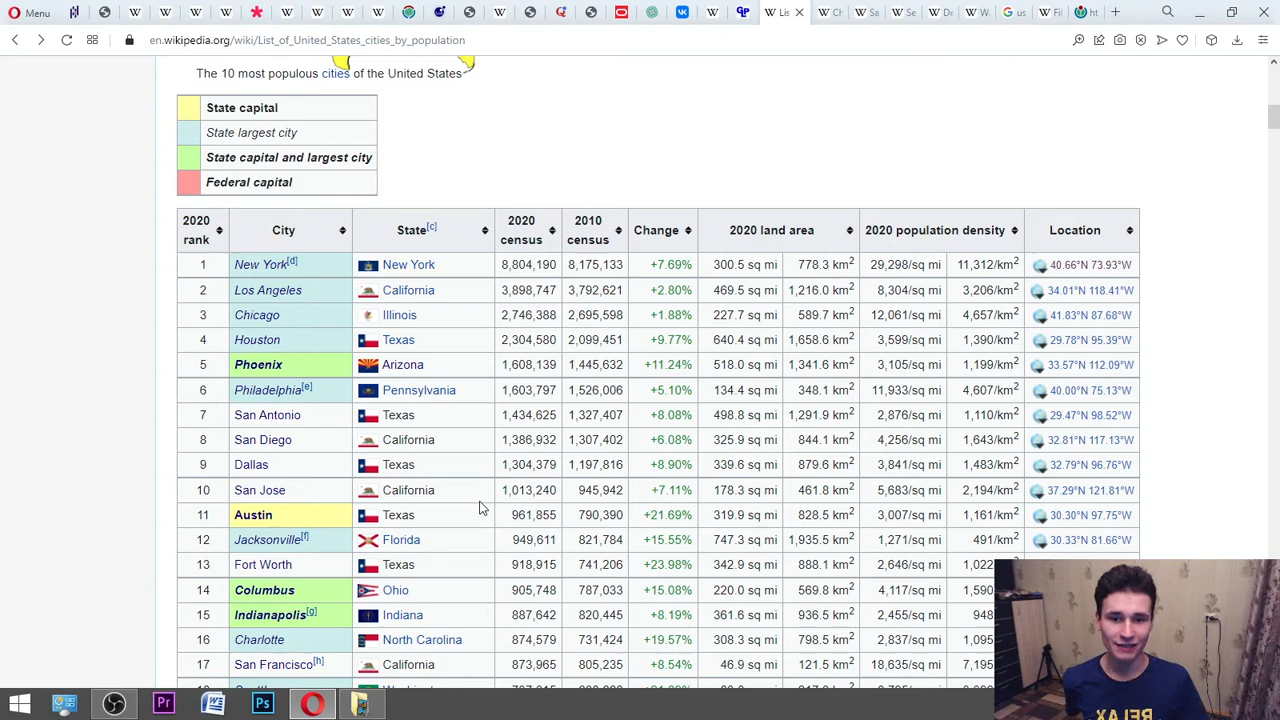 Menu
W Lis
W Ch
W Sa
W Se
W De
W Wa
G us
W Fi
ht
en.wikipedia.org/wiki/List_of_United_States_cities_by_population
The 10 most populous cities of the United States
State capital
State largest city
State capital and largest city
Federal capital
2020 rank City State[c] 2020 census 2010 census Change 2020 land area 2020 population density Location
1 New York[d] New York 8,804,190 8,175,133 +7.69% 300.5 sq mi 778.3 km2 29,298/sq mi 11,312/km2 40.66°N 73.93°W
2 Los Angeles California 3,898,747 3,792,621 +2.80% 469.5 sq mi 1,216.0 km2 8,304/sq mi 3,206/km2 34.01°N 118.41°W
3 Chicago Illinois 2,746,388 2,695,598 +1.88% 227.7 sq mi 589.7 km2 12,061/sq mi 4,657/km2 41.83°N 87.68°W
4 Houston Texas 2,304,580 2,099,451 +9.77% 640.4 sq mi 1,658.6 km2 3,599/sq mi 1,390/km2 29.78°N 95.39°W
5 Phoenix Arizona 1,608,139 1,445,632 +11.24% 518.0 sq mi 1,341.6 km2 3,105/sq mi 1,199/km2 33.57°N 112.09°W
6 Philadelphia[e] Pennsylvania 1,603,797 1,526,006 +5.10% 134.4 sq mi 348.1 km2 11,933/sq mi 4,607/km2 40.00°N 75.13°W
7 San Antonio Texas 1,434,625 1,327,407 +8.08% 498.8 sq mi 1,291.9 km2 2,876/sq mi 1,110/km2 29.47°N 98.52°W
8 San Diego California 1,386,932 1,307,402 +6.08% 325.9 sq mi 844.1 km2 4,256/sq mi 1,643/km2 32.81°N 117.13°W
9 Dallas Texas 1,304,379 1,197,816 +8.90% 339.6 sq mi 879.6 km2 3,841/sq mi 1,483/km2 32.79°N 96.76°W
10 San Jose California 1,013,240 945,942 +7.11% 178.3 sq mi 461.8 km2 5,683/sq mi 2,194/km2 37.29°N 121.81°W
11 Austin Texas 961,855 790,390 +21.69% 319.9 sq mi 828.5 km2 3,007/sq mi 1,161/km2 30.30°N 97.75°W
12 Jacksonville[f] Florida 949,611 821,784 +15.55% 747.3 sq mi 1,935.5 km2 1,271/sq mi 491/km2 30.33°N 81.66°W
13 Fort Worth Texas 918,915 741,206 +23.98% 342.9 sq mi 888.1 km2 2,646/sq mi 1,022
14 Columbus Ohio 905,748 787,033 +15.08% 220.0 sq mi 569.8 km2 4,117/sq mi 1,590
15 Indianapolis[g] Indiana 887,642 820,445 +8.19% 361.6 sq mi 936.5 km2 2,455/sq mi 948
16 Charlotte North Carolina 874,579 731,424 +19.57% 308.3 sq mi 798.5 km2 2,837/sq mi 1,095
17 San Francisco[h] California 873,965 805,235 +8.54% 46.9 sq mi 121.5 km2 18,635/sq mi 7,195
Pr
W
Ps
RELAX